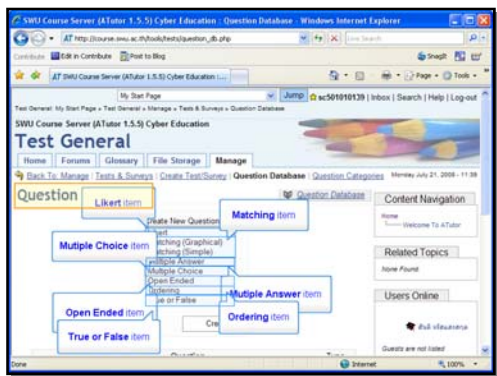 SWU Course Server (ATutor 1.5.5) Cyber Education : Question Database - Windows Internet Explorer
AT http://course.swu.ac.th/tools/tests/question_db.php
Live Search
Contribute Edit in Contribute Post to Blog
SnagIt
AT SWU Course Server (ATutor 1.5.5) Cyber Education : ...
Page Tools
My Start Page Jump sc501010139 | Inbox | Search | Help | Log-out
Test General: My Start Page » Test General » Manage » Tests & Surveys » Question Database
SWU Course Server (ATutor 1.5.5) Cyber Education
Test General
Home Forums Glossary File Storage Manage
Back To: Manage | Tests & Surveys | Create Test/Survey | Question Database | Question Categories Monday July 21, 2008 - 11:38
Question
Question Database
Content Navigation
Likert item
Matching item
Create New Question
Home
Welcome To ATutor
Mutiple Choice item
Matching (Graphical)
Matching (Simple)
Multiple Answer
Multiple Choice
Open Ended
Ordering
True or False
Related Topics
None Found.
Mutiple Answer item
Users Online
Open Ended item
Ordering item
True or False item
Guests are not listed
Question Type
Done Internet 100%